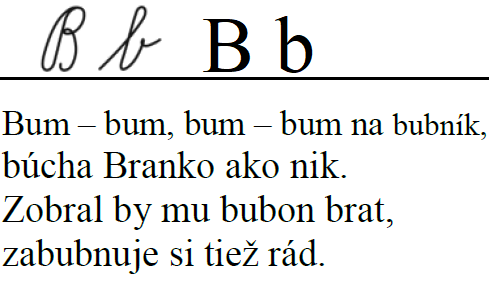 B b B b
Bum – bum, bum – bum na bubník,
búcha Branko ako nik.
Zobral by mu bubon brat,
zabubnuje si tiež rád.